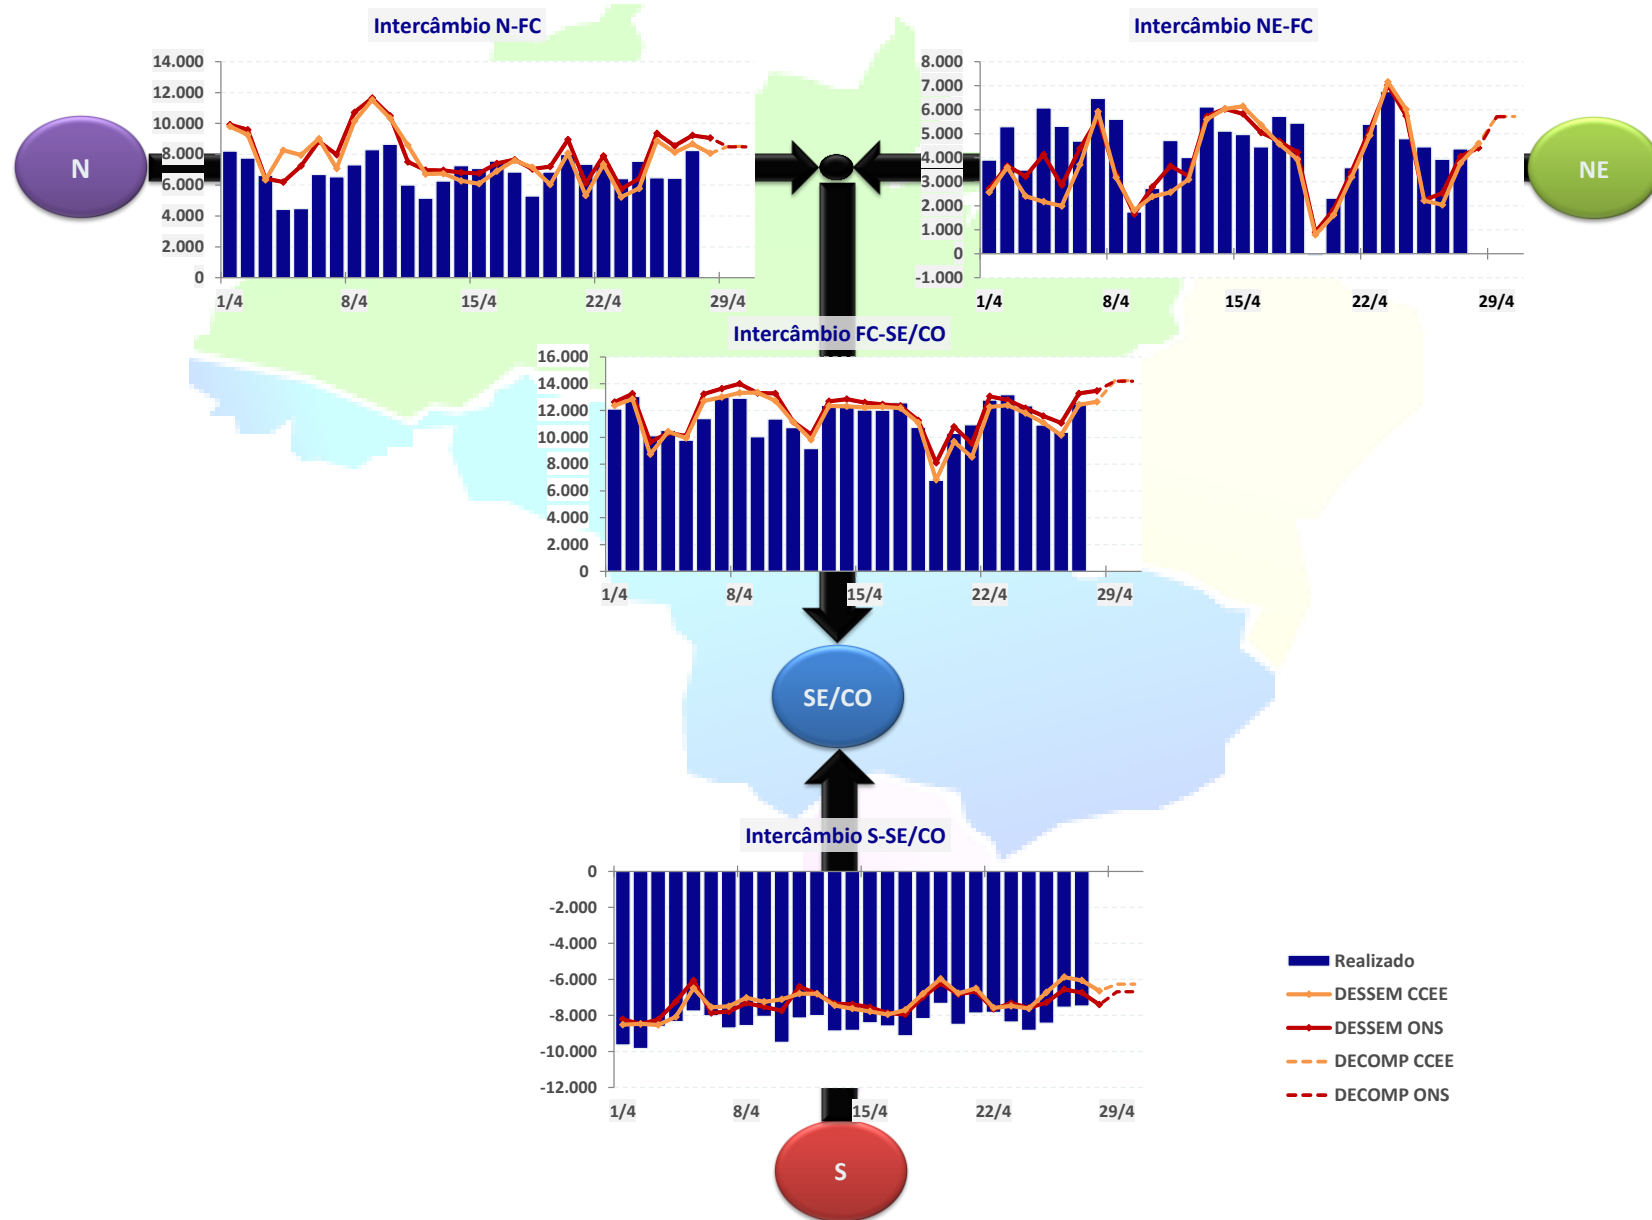 Intercâmbio N-FC
14.000
12.000
10.000
8.000
6.000
4.000
2.000
0
1/4 8/4 15/4 22/4 29/4
N
Intercâmbio NE-FC
8.000
7.000
6.000
5.000
4.000
3.000
2.000
1.000
0
-1.000
1/4 8/4 15/4 22/4 29/4
NE
Intercâmbio FC-SE/CO
16.000
14.000
12.000
10.000
8.000
6.000
4.000
2.000
0
1/4 8/4 15/4 22/4 29/4
SE/CO
Intercâmbio S-SE/CO
0
-2.000
-4.000
-6.000
-8.000
-10.000
-12.000
1/4 8/4 15/4 22/4 29/4
Realizado
DESSEM CCEE
DESSEM ONS
DECOMP CCEE
DECOMP ONS
S